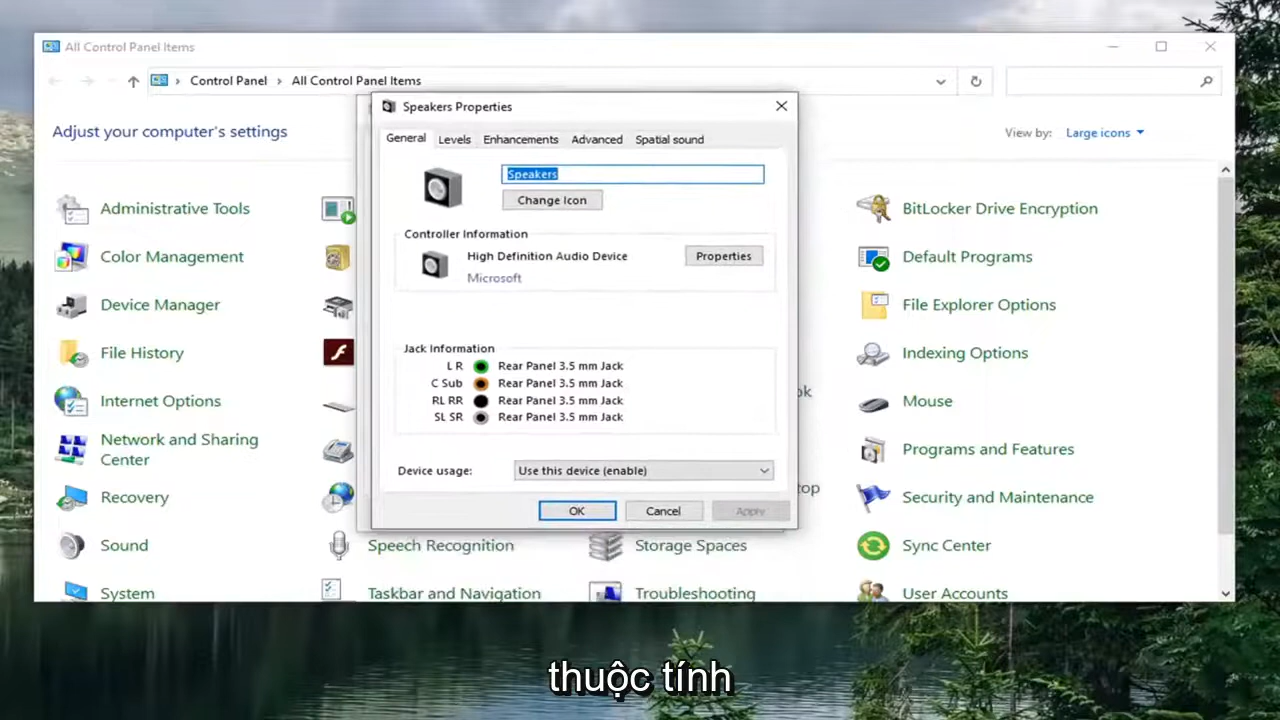 All Control Panel Items
Control Panel › All Control Panel Items
Adjust your computer's settings
View by: Large icons
Administrative Tools
Color Management
Device Manager
File History
Internet Options
Network and Sharing
Center
Recovery
Sound
System
Speakers Properties
General Levels Enhancements Advanced Spatial sound
Speakers
Change Icon
Controller Information
High Definition Audio Device
Properties
Microsoft
Jack Information
L R Rear Panel 3.5 mm Jack
C Sub Rear Panel 3.5 mm Jack
RL RR Rear Panel 3.5 mm Jack
SL SR Rear Panel 3.5 mm Jack
Device usage: Use this device (enable)
OK Cancel Apply
ok
top
Speech Recognition
Taskbar and Navigation
Storage Spaces
Troubleshooting
BitLocker Drive Encryption
Default Programs
File Explorer Options
Indexing Options
Mouse
Programs and Features
Security and Maintenance
Sync Center
User Accounts
thuộc tính